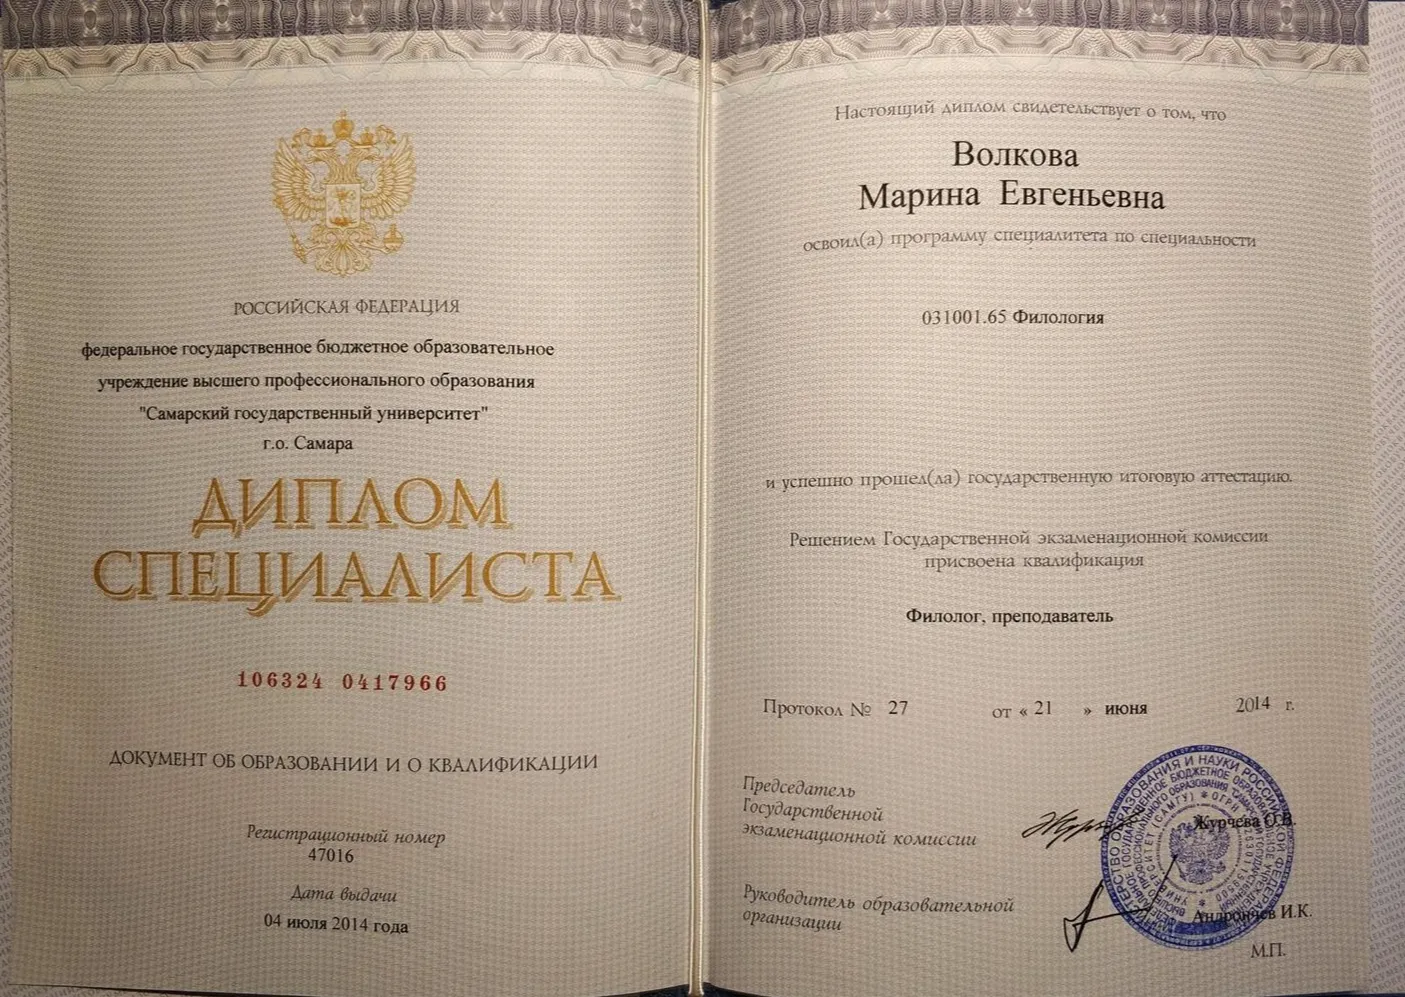 РОССИЙСКАЯ ФЕДЕРАЦИЯ
федеральное государственное бюджетное образовательное
учреждение высшего профессионального образования
"Самарский государственный университет"
г.о. Самара
ДИПЛОМ
СПЕЦИАЛИСТА
106324 0417966
ДОКУМЕНТ ОБ ОБРАЗОВАНИИ И О КВАЛИФИКАЦИИ
Регистрационный номер
47016
Дата выдачи
04 июля 2014 года
Настоящий диплом свидетельствует о том, что
Волкова
Марина Евгеньевна
освоил(а) программу специалитета по специальности
031001.65 Филология
и успешно прошел(ла) государственную итоговую аттестацию.
Решением Государственной экзаменационной комиссии
присвоена квалификация
Филолог, преподаватель
Протокол № 27 от « 21 » июня 2014 г.
Председатель
Государственной
экзаменационной комиссии
Журчева О.В.
Руководитель образовательной
организации
Андрончев И.К.
М.П.